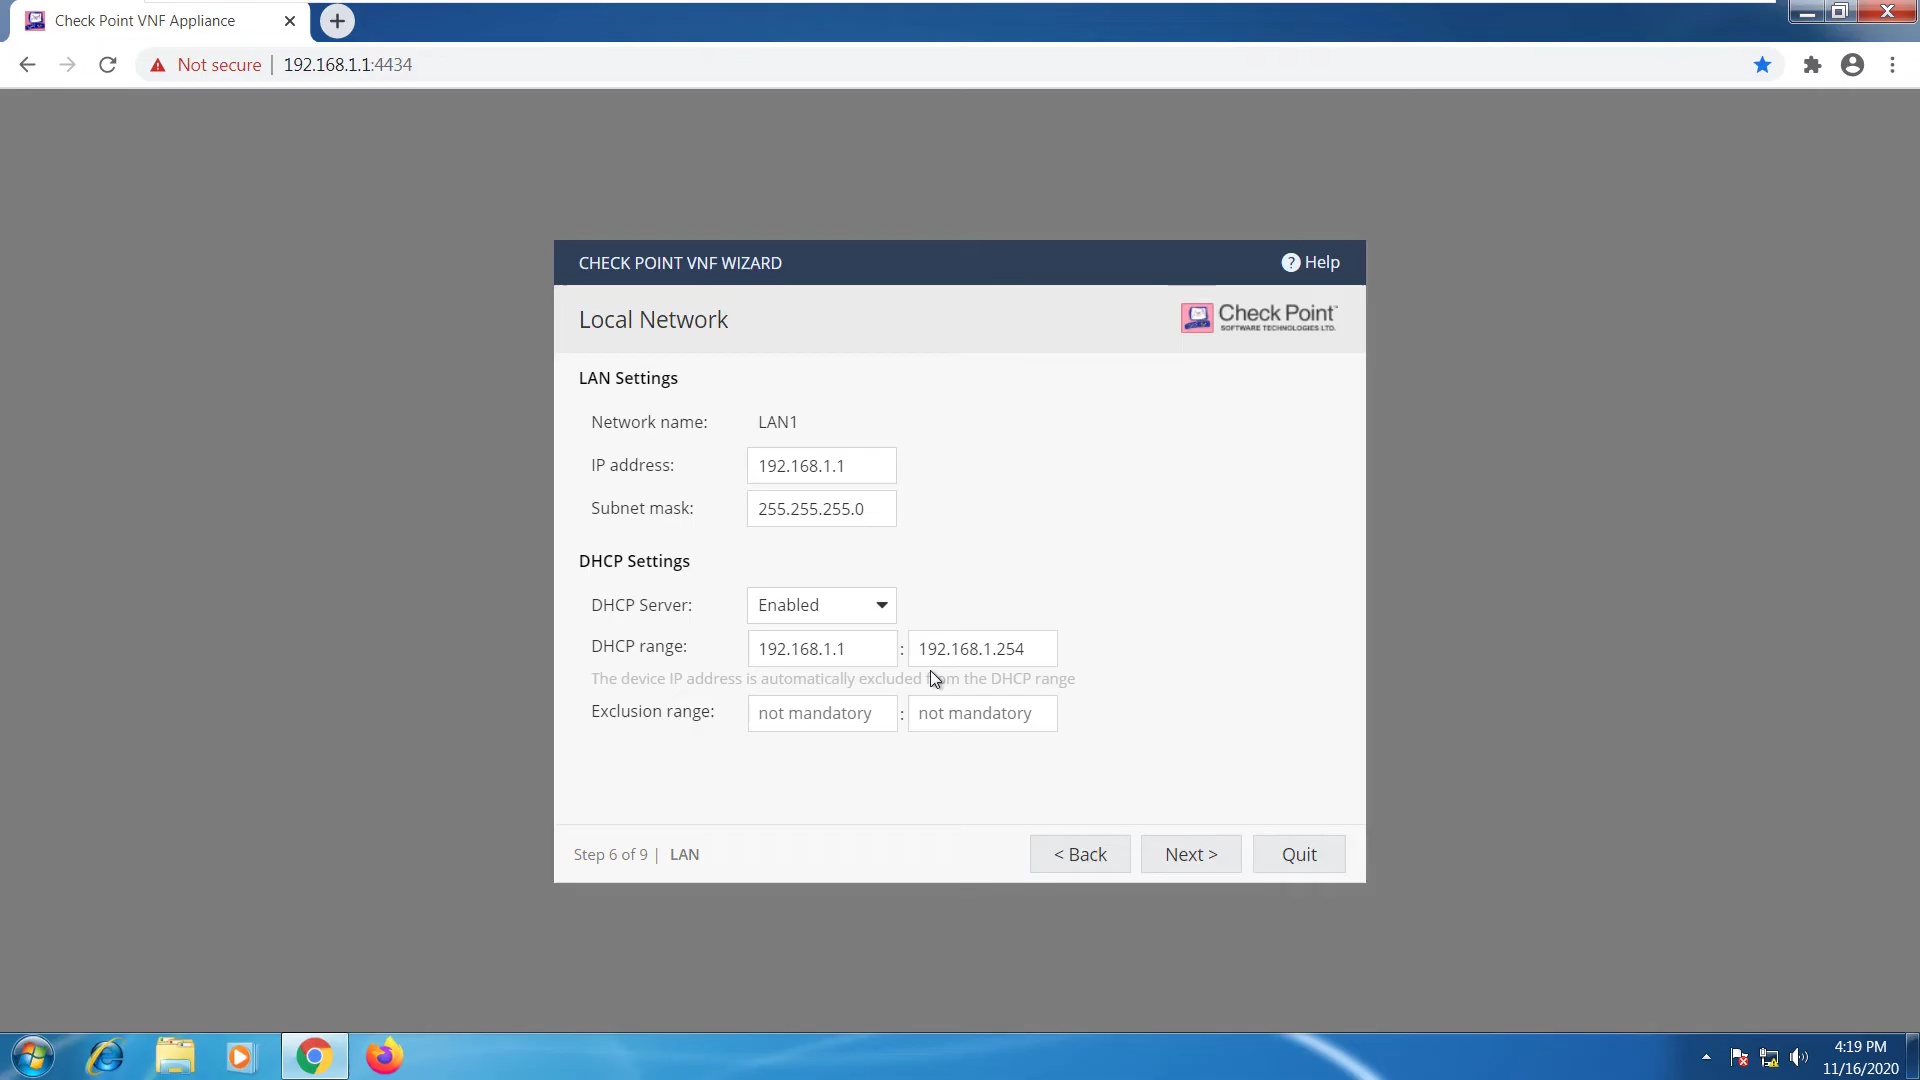 Check Point VNF Appliance
Not secure | 192.168.1.1:4434
CHECK POINT VNF WIZARD
? Help
Local Network
Check Point™
SOFTWARE TECHNOLOGIES LTD.
LAN Settings
Network name: LAN1
IP address: 192.168.1.1
Subnet mask: 255.255.255.0
DHCP Settings
DHCP Server: Enabled
DHCP range: 192.168.1.1 : 192.168.1.254
The device IP address is automatically excluded from the DHCP range
Exclusion range: not mandatory : not mandatory
Step 6 of 9 | LAN
< Back
Next >
Quit
4:19 PM
11/16/2020